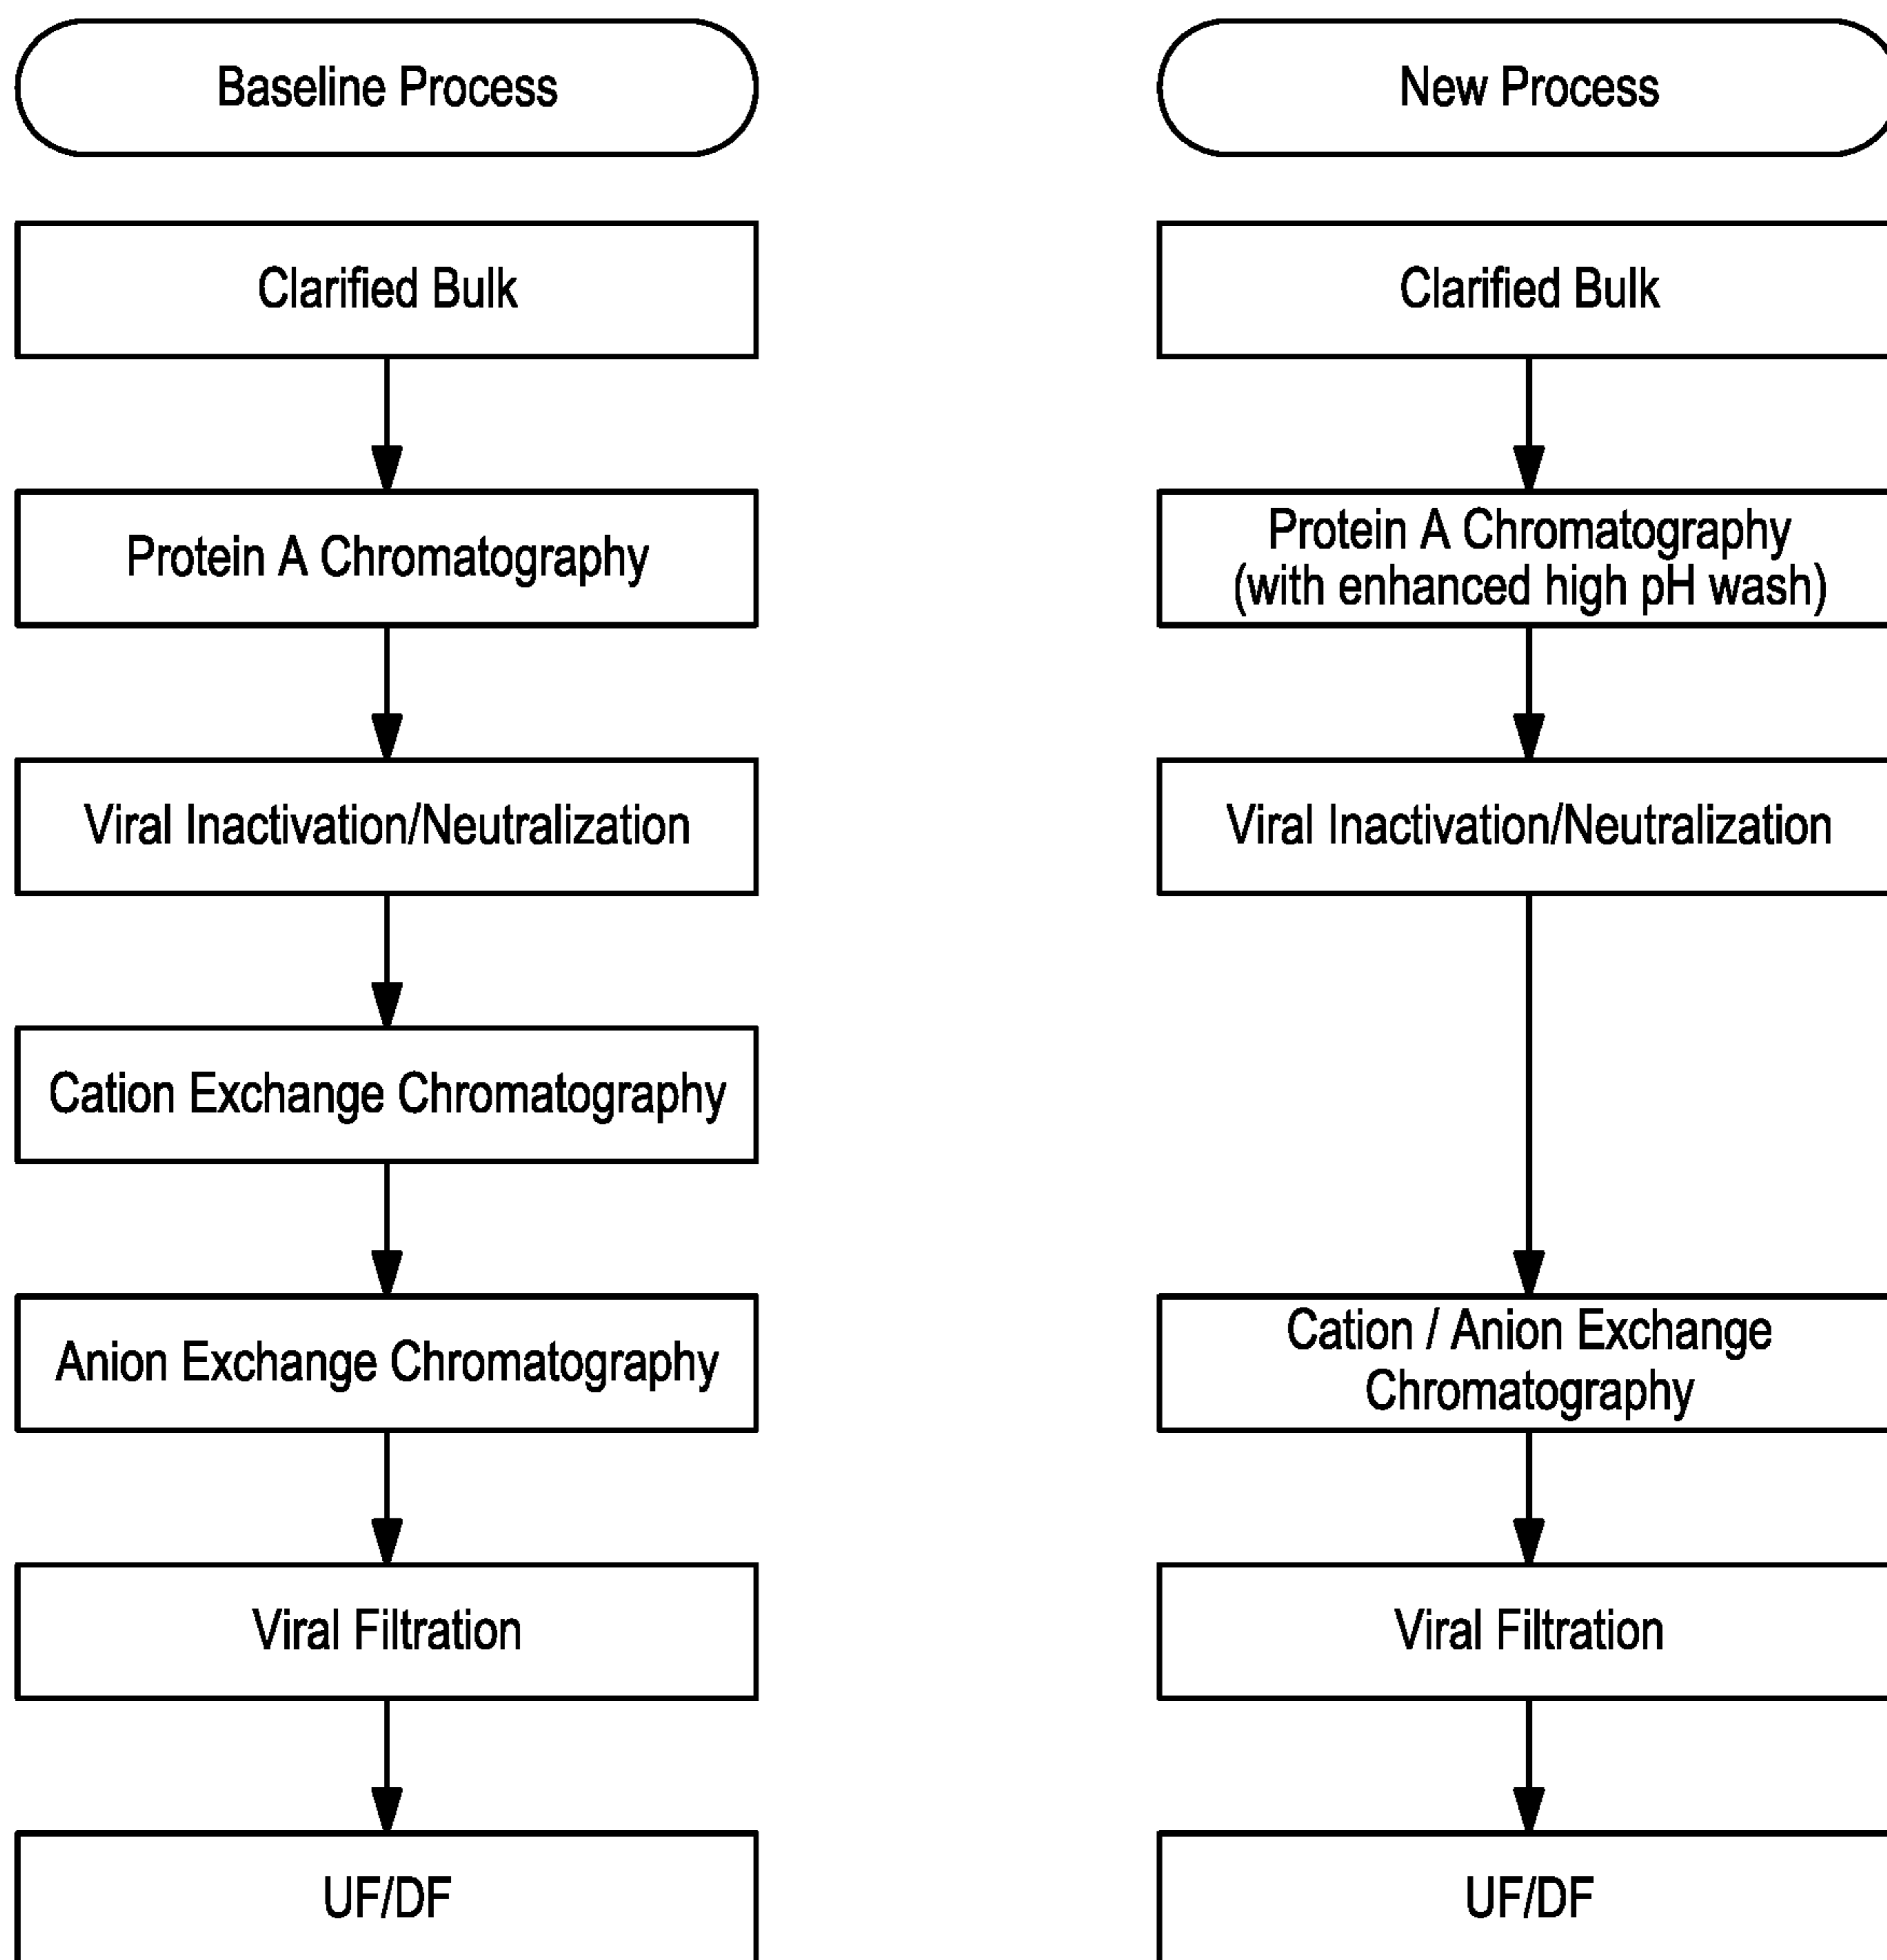 Baseline Process
Clarified Bulk
Protein A Chromatography
Viral Inactivation/Neutralization
Cation Exchange Chromatography
Anion Exchange Chromatography
Viral Filtration
UF/DF
New Process
Clarified Bulk
Protein A Chromatography
(with enhanced high pH wash)
Viral Inactivation/Neutralization
Cation / Anion Exchange
Chromatography
Viral Filtration
UF/DF